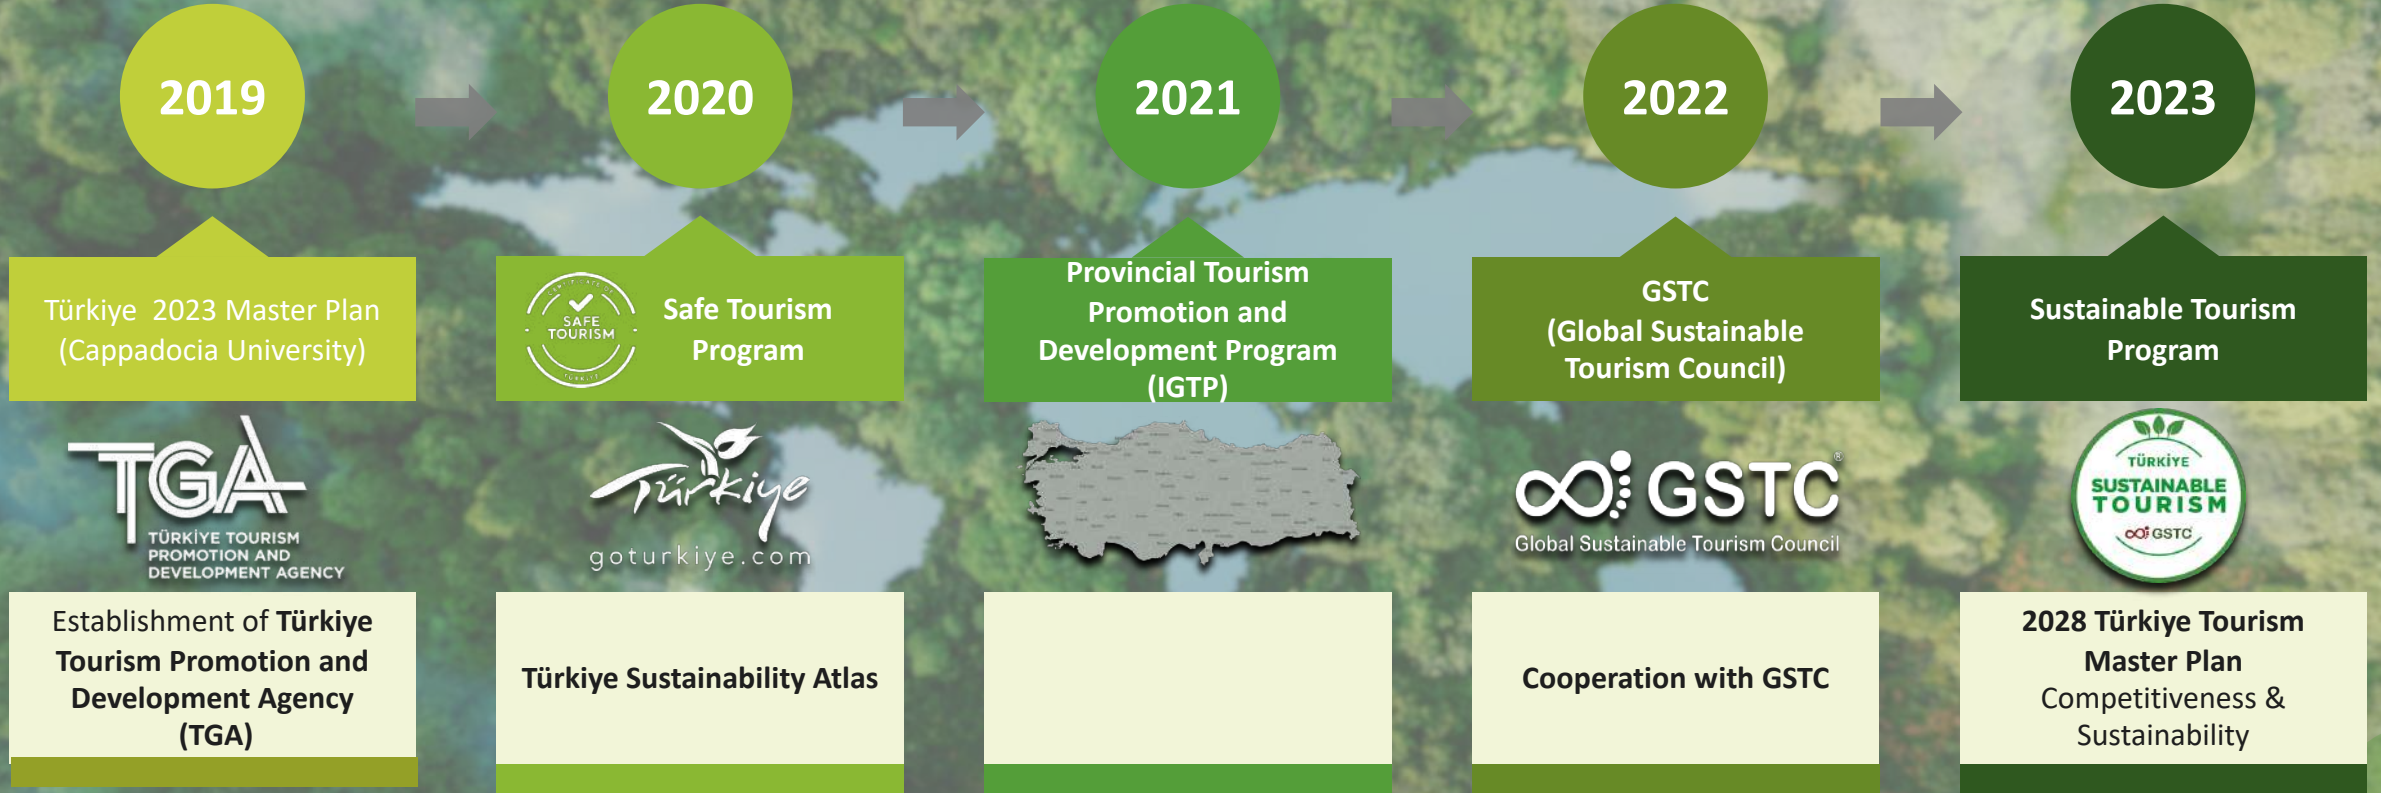 2019
2020
2021
2022
2023
Türkiye 2023 Master Plan
(Cappadocia University)
SAFE
TOURISM
TÜRKİYE
Safe Tourism
Program
Provincial Tourism
Promotion and
Development Program
(IGTP)
GSTC
(Global Sustainable
Tourism Council)
Sustainable Tourism
Program
TGA
TÜRKİYE TOURISM
PROMOTION AND
DEVELOPMENT AGENCY
Türkiye
goturkiye.com
GSTC®
Global Sustainable Tourism Council
TÜRKİYE
SUSTAINABLE
TOURISM
GSTC
Establishment of Türkiye
Tourism Promotion and
Development Agency
(TGA)
Türkiye Sustainability Atlas
Cooperation with GSTC
2028 Türkiye Tourism
Master Plan
Competitiveness &
Sustainability